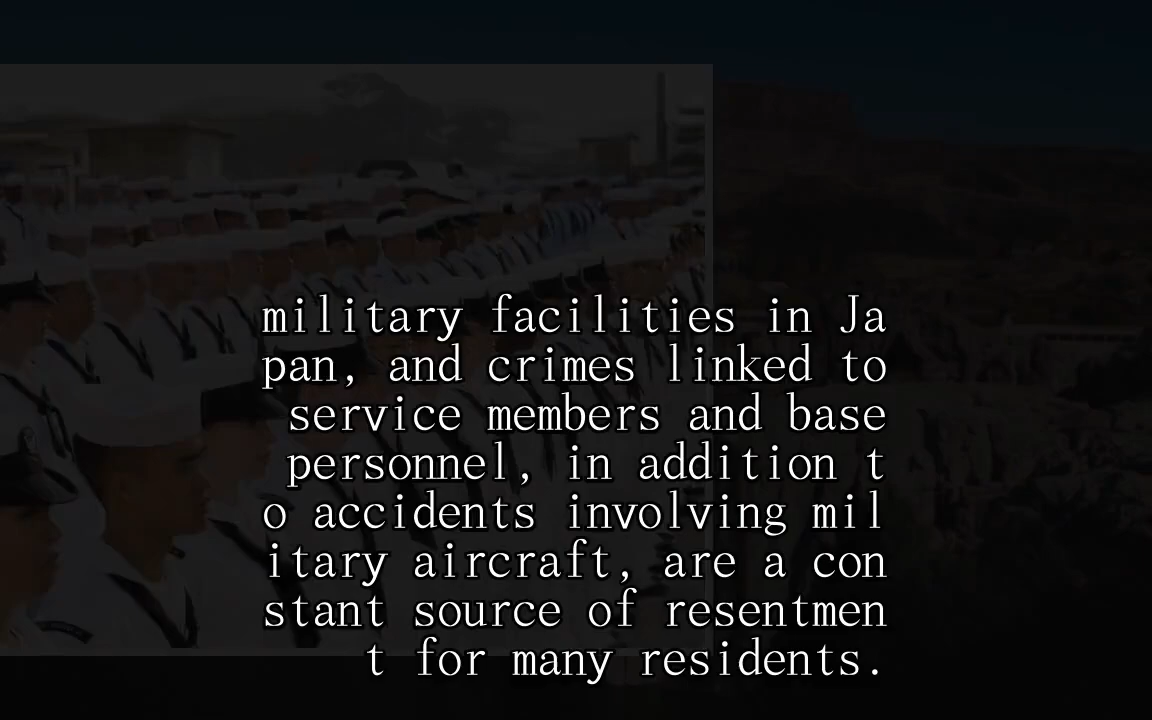 military facilities in Ja
pan, and crimes linked to
service members and base
personnel, in addition t
o accidents involving mil
itary aircraft, are a con
stant source of resentmen
t for many residents.